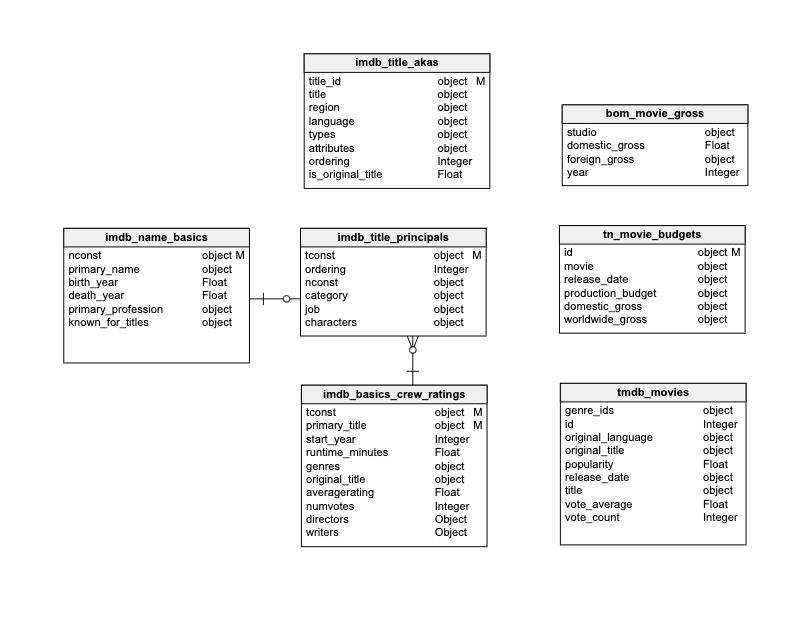 imdb_title_akas
title_id object M
title object
region object
language object
types object
attributes object
ordering Integer
is_original_title Float
bom_movie_gross
studio object
domestic_gross Float
foreign_gross object
year Integer
imdb_name_basics
nconst object M
primary_name object
birth_year Float
death_year Float
primary_profession object
known_for_titles object
imdb_title_principals
tconst object M
ordering Integer
nconst object
category object
job object
characters object
tn_movie_budgets
id object M
movie object
release_date object
production_budget object
domestic_gross object
worldwide_gross object
imdb_basics_crew_ratings
tconst object M
primary_title object M
start_year Integer
runtime_minutes Float
genres object
original_title object
averagerating Float
numvotes Integer
directors Object
writers Object
tmdb_movies
genre_ids object
id Integer
original_language object
original_title object
popularity Float
release_date object
title object
vote_average Float
vote_count Integer